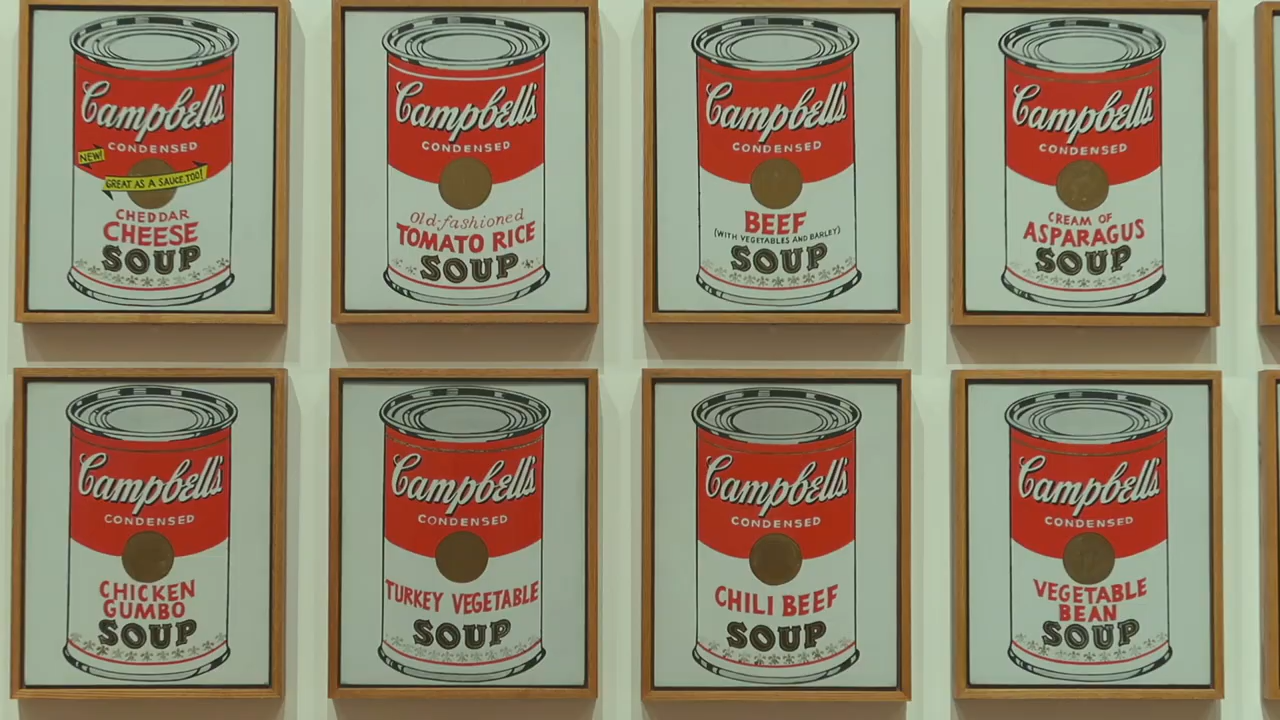 Campbell's
CONDENSED
NEW!
GREAT AS A SAUCE, TOO!
CHEDDAR
CHEESE
SOUP
Campbell's
CONDENSED
Old-fashioned
TOMATO RICE
SOUP
Campbell's
CONDENSED
BEEF
(WITH VEGETABLES AND BARLEY)
SOUP
Campbell's
CONDENSED
CREAM OF
ASPARAGUS
SOUP
Campbell's
CONDENSED
CHICKEN
GUMBO
SOUP
Campbell's
CONDENSED
TURKEY VEGETABLE
SOUP
Campbell's
CONDENSED
CHILI BEEF
SOUP
Campbell's
CONDENSED
VEGETABLE
BEAN
SOUP